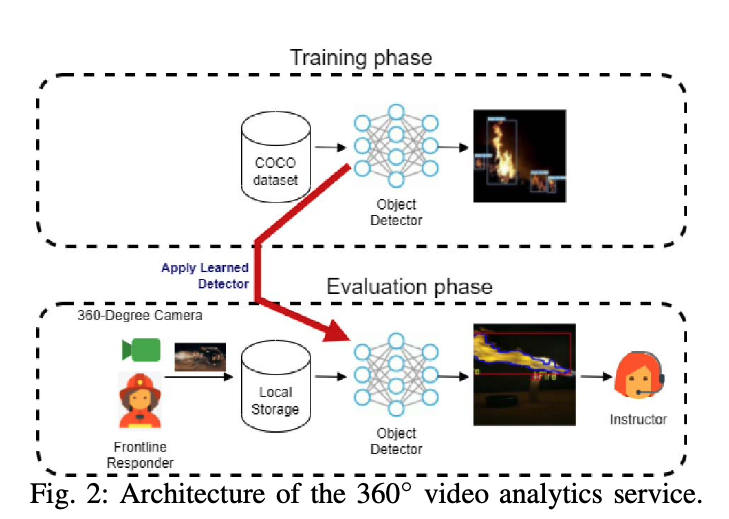 Training phase
COCO
dataset
Object
Detector
Apply Learned
Detector
Evaluation phase
360-Degree Camera
Frontline
Responder
Local
Storage
Object
Detector
Fire
Instructor
Fig. 2: Architecture of the 360° video analytics service.